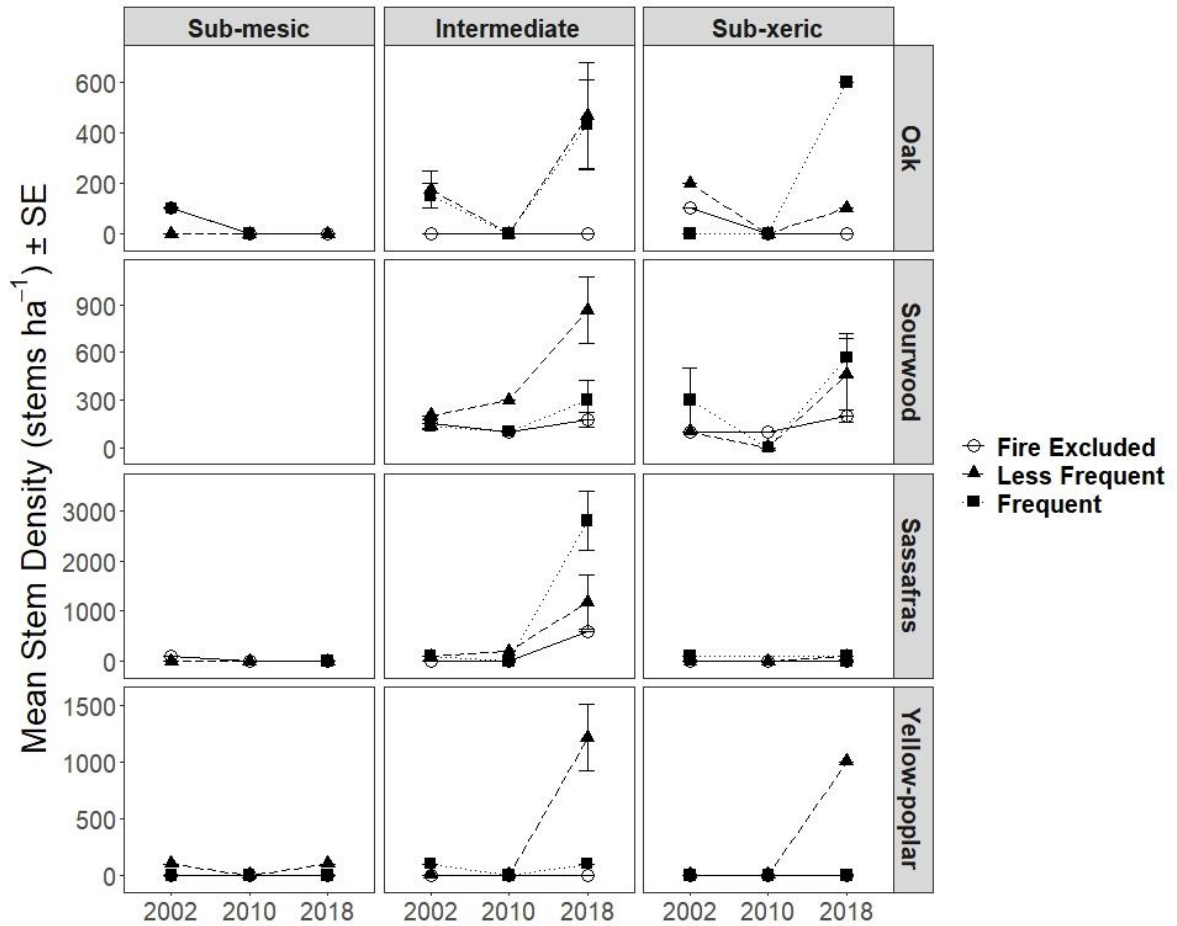 Sub-mesic Intermediate Sub-xeric
Mean Stem Density (stems ha⁻¹) ± SE
600
400
200
0
Oak
900
600
300
0
Sourwood
3000
2000
1000
0
Sassafras
1500
1000
500
0
Yellow-poplar
2002 2010 2018 2002 2010 2018 2002 2010 2018
Fire Excluded
Less Frequent
Frequent